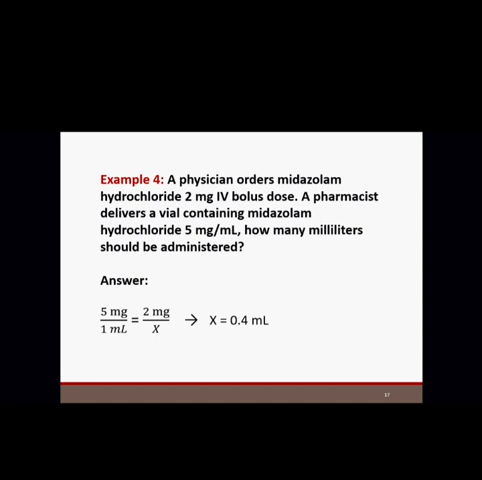 Example 4: A physician orders midazolam
hydrochloride 2 mg IV bolus dose. A pharmacist
delivers a vial containing midazolam
hydrochloride 5 mg/mL, how many milliliters
should be administered?
Answer:
5 mg / 1 mL = 2 mg / X → X = 0.4 mL
17